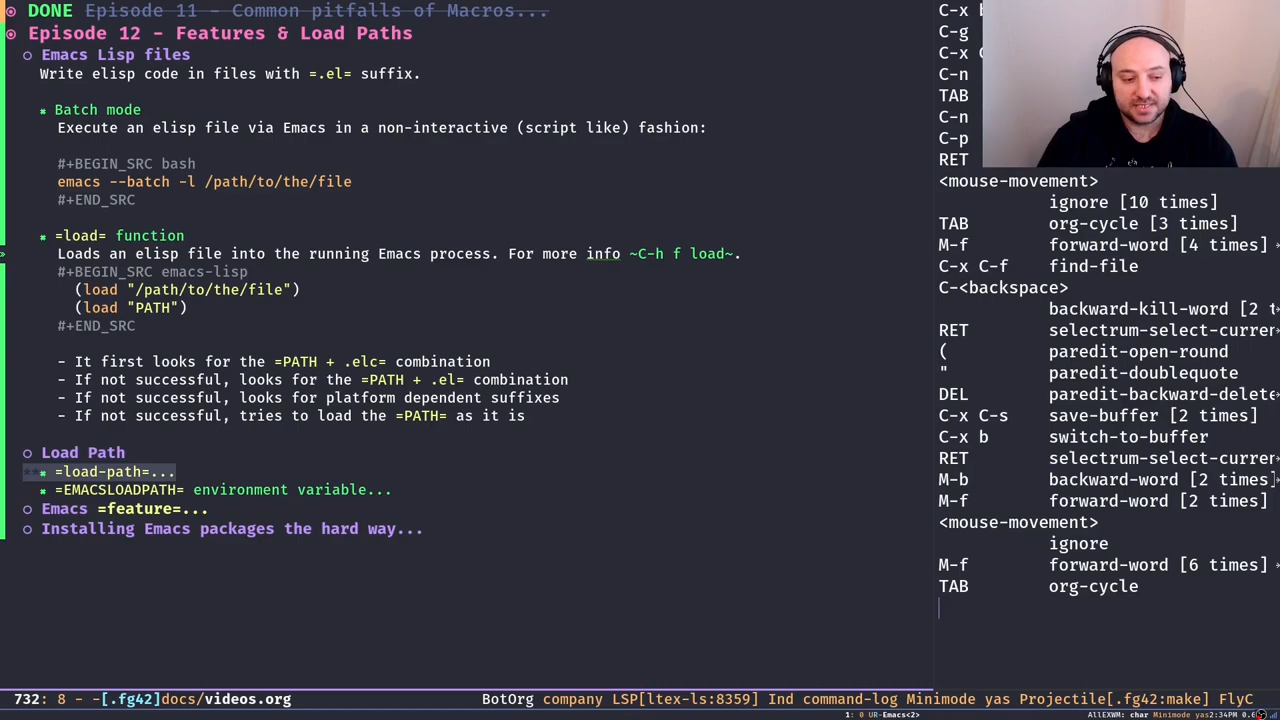 DONE Episode 11 - Common pitfalls of Macros...
Episode 12 - Features & Load Paths
Emacs Lisp files
Write elisp code in files with =.el= suffix.
Batch mode
Execute an elisp file via Emacs in a non-interactive (script like) fashion:
#+BEGIN_SRC bash
emacs --batch -l /path/to/the/file
#+END_SRC
=load= function
Loads an elisp file into the running Emacs process. For more info ~C-h f load~.
#+BEGIN_SRC emacs-lisp
(load "/path/to/the/file")
(load "PATH")
#+END_SRC
- It first looks for the =PATH + .elc= combination
- If not successful, looks for the =PATH + .el= combination
- If not successful, looks for platform dependent suffixes
- If not successful, tries to load the =PATH= as it is
Load Path
** =load-path=...
=EMACSLOADPATH= environment variable...
Emacs =feature=...
Installing Emacs packages the hard way...
732: 8 - -[.fg42]docs/videos.org BotOrg company LSP[ltex-ls:8359] Ind command-log Minimode yas Projectile[.fg42:make] FlyC
C-x
C-g
C-x
C-n
TAB
C-n
C-p
RET
<mouse-movement>
ignore [10 times]
TAB org-cycle [3 times]
M-f forward-word [4 times]
C-x C-f find-file
C-<backspace>
backward-kill-word [2 t
RET selectrum-select-curren
( paredit-open-round
" paredit-doublequote
DEL paredit-backward-delete
C-x C-s save-buffer [2 times]
C-x b switch-to-buffer
RET selectrum-select-curren
M-b backward-word [2 times]
M-f forward-word [2 times]
<mouse-movement>
ignore
M-f forward-word [6 times]
TAB org-cycle
1: 0 UR-Emacs<2> AllEXWM: char Minimode yas2:34PM